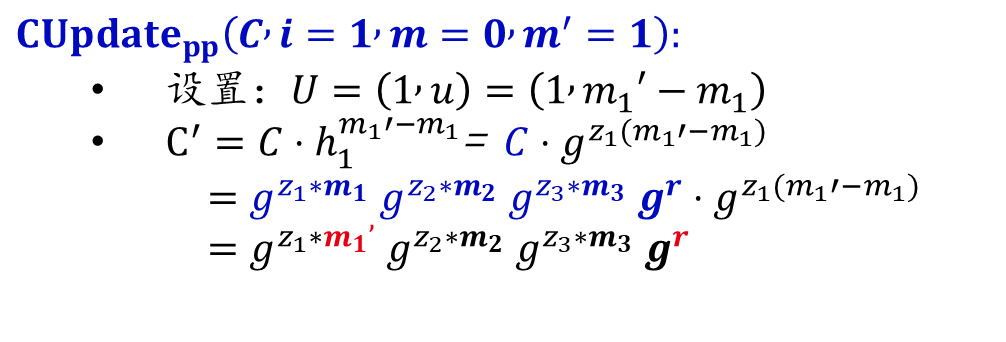 CUpdate_pp(C, i = 1, m = 0, m′ = 1):
• 设置：U = (1, u) = (1, m_1′ − m_1)
• C′ = C · h_1^{m_1′−m_1} = C · g^{z_1(m_1′−m_1)}
= g^{z_1*m_1} g^{z_2*m_2} g^{z_3*m_3} g^r · g^{z_1(m_1′−m_1)}
= g^{z_1*m_1’} g^{z_2*m_2} g^{z_3*m_3} g^r